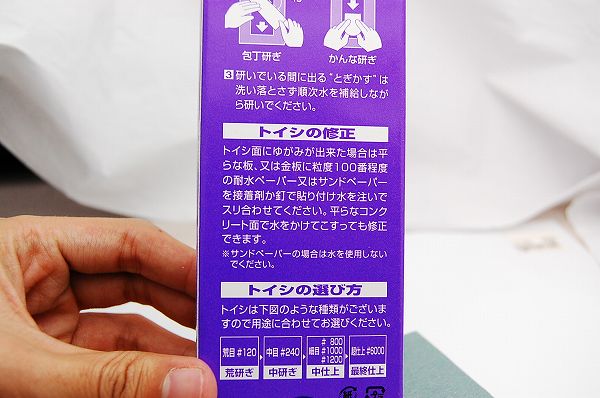 包丁研ぎ
かんな研ぎ
3 研いでいる間に出る“とぎかす”は
洗い落とさず順次水を補給しなが
ら研いでください。
トイシの修正
トイシ面にゆがみが出来た場合は平
らな板、又は金板に粒度100番程度
の耐水ペーパー又はサンドペーパー
を接着剤か釘で貼り付け水を注いで
スリ合わせてください。平らなコンク
リート面で水をかけてこすっても修正
できます。
※サンドペーパーの場合は水を使用しない
でください。
トイシの選び方
トイシは下図のような種類がございま
すので用途に合わせてお選びください。
荒目 #120
荒研ぎ
中目 #240
中研ぎ
# 800
細目 #1000
#1200
中仕上
超仕上 #6000
最終仕上
紙